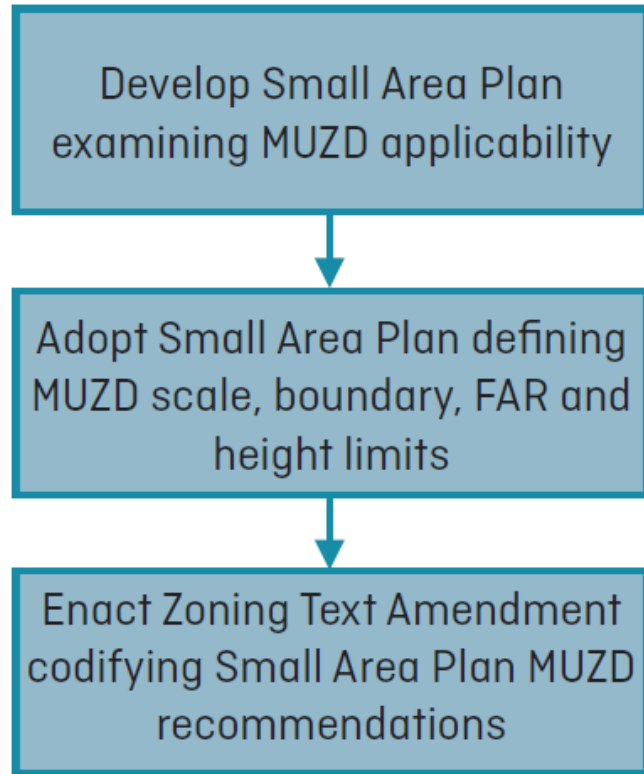 Develop Small Area Plan
examining MUZD applicability
Adopt Small Area Plan defining
MUZD scale, boundary, FAR and
height limits
Enact Zoning Text Amendment
codifying Small Area Plan MUZD
recommendations